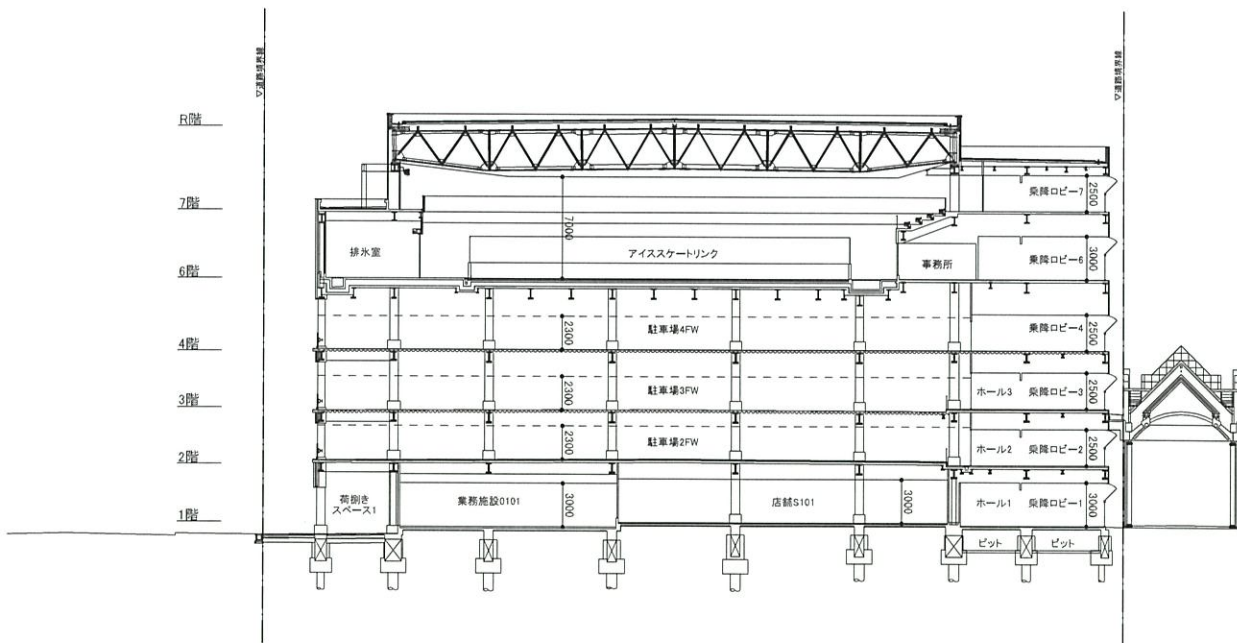 ▽道路境界線
▽道路境界線
R階
7階
乗降ロビー7
2500
7000
排氷室
アイススケートリンク
事務所
乗降ロビー6
3000
6階
4階
2300
駐車場4FW
乗降ロビー4
2500
3階
2300
駐車場3FW
ホール3
乗降ロビー3
2500
2階
2300
駐車場2FW
ホール2
乗降ロビー2
2500
1階
荷捌き
スペース1
業務施設0101
3000
店舗S101
3000
ホール1
乗降ロビー1
3000
ピット
ピット